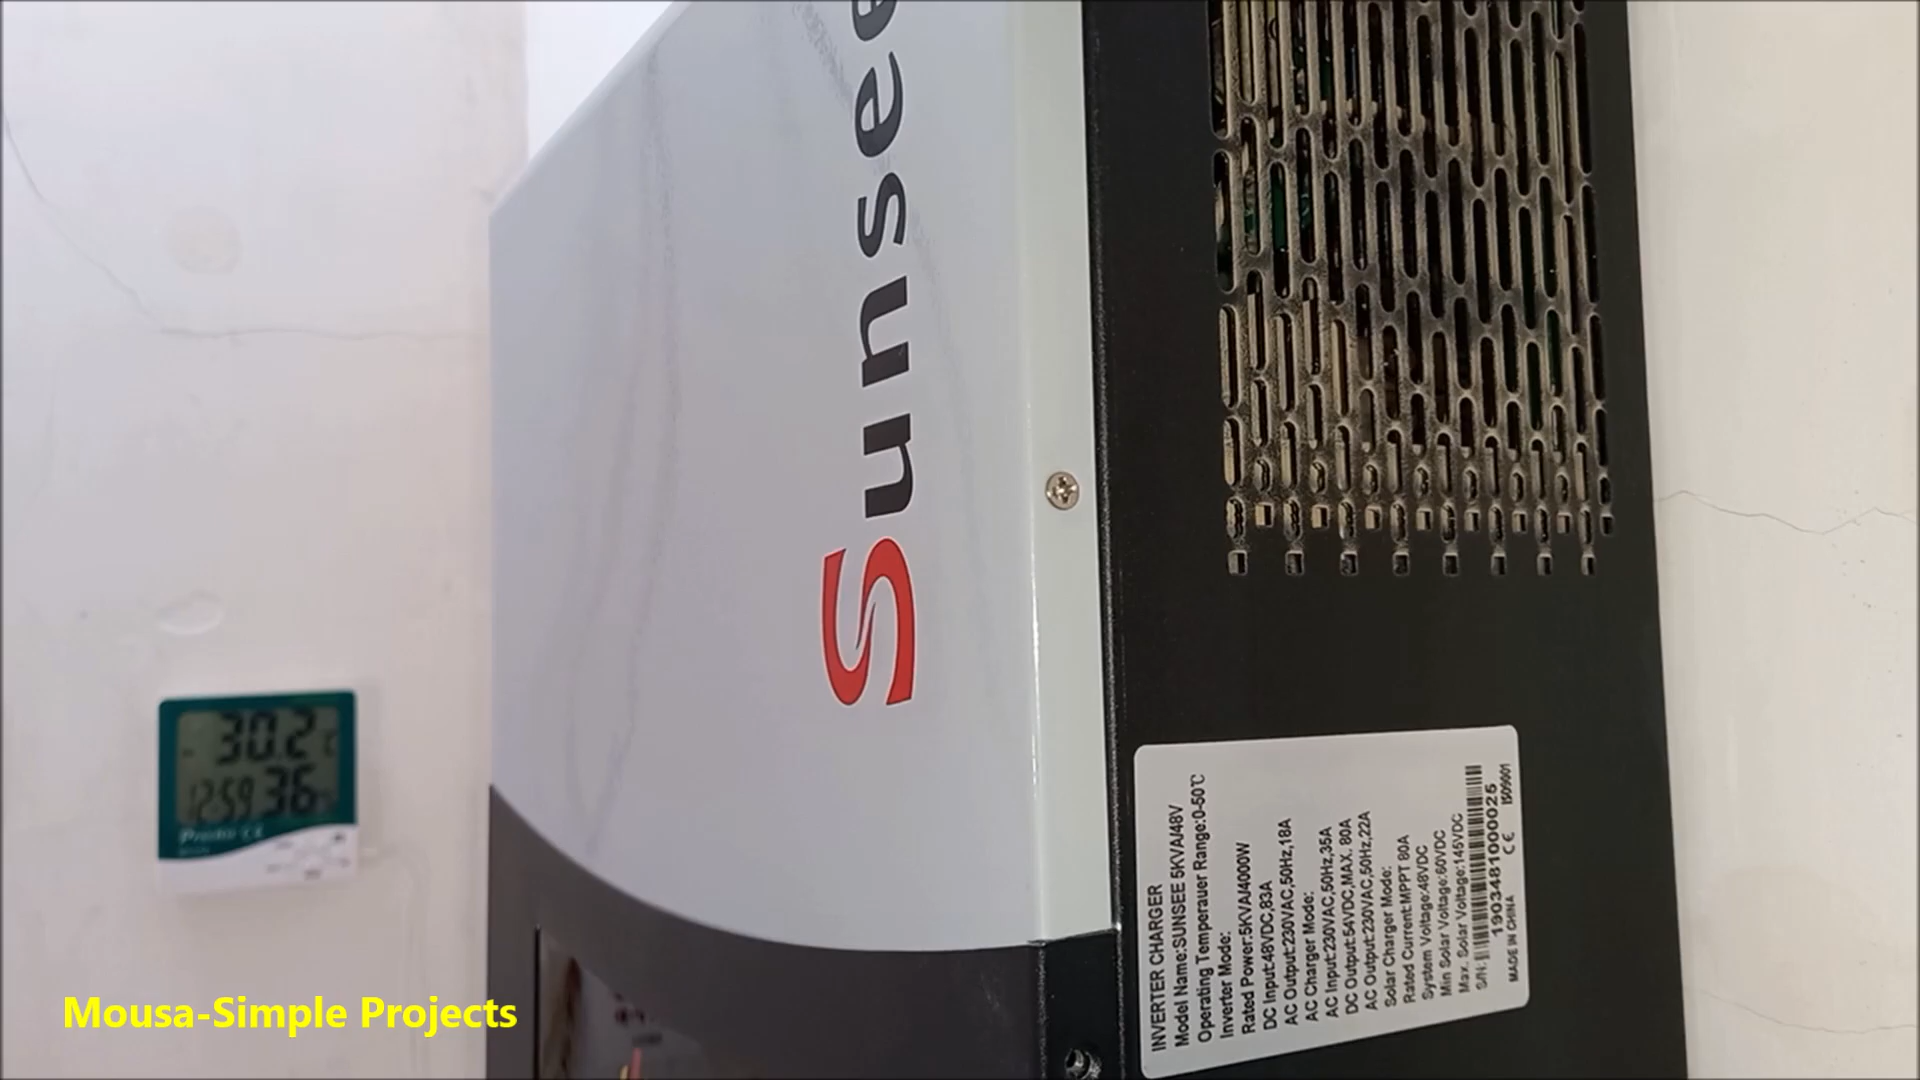 Sunsee
30.2 °C
12:59 36%
INVERTER CHARGER
Model Name:SUNSEE 5KVA/48V
Operating Temperauer Range:0-50℃
Inverter Mode:
Rated Power:5KVA/4000W
DC Input:48VDC,83A
AC Output:230VAC,50Hz,18A
AC Charger Mode:
AC Input:230VAC,50Hz,35A
DC Output:54VDC,MAX. 80A
AC Output:230VAC,50Hz,22A
Solar Charger Mode:
Rated Current:MPPT 80A
System Voltage:48VDC
Min Solar Voltage:60VDC
Max. Solar Voltage:145VDC
S/N:
1903481000025
MADE IN CHINA CE ISO9001
Mousa-Simple Projects